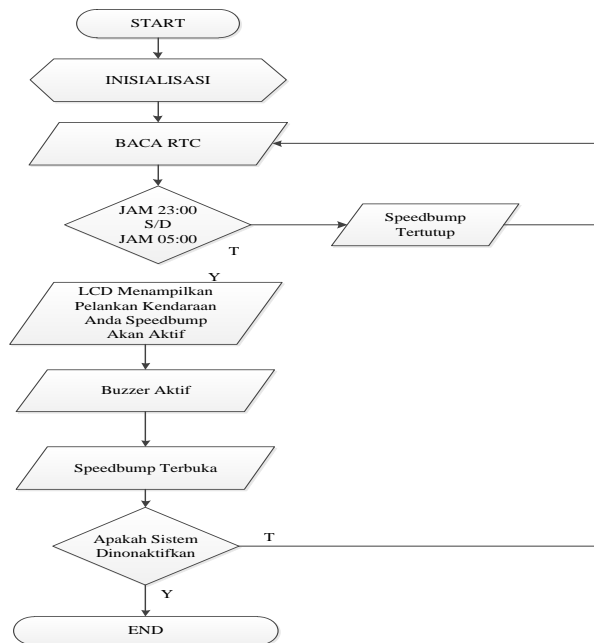 START
INISIALISASI
BACA RTC
JAM 23:00
S/D
JAM 05:00
T
Speedbump
Tertutup
Y
LCD Menampilkan
Pelankan Kendaraan
Anda Speedbump
Akan Aktif
Buzzer Aktif
Speedbump Terbuka
Apakah Sistem
Dinonaktifkan
T
Y
END